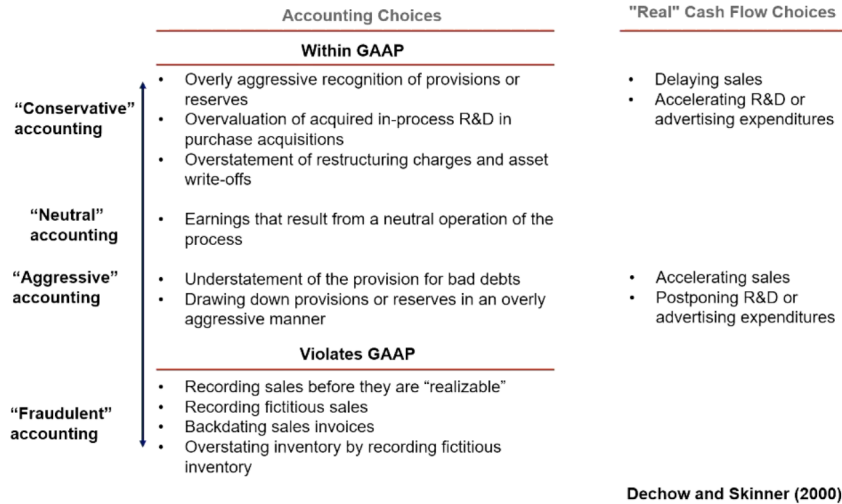 Accounting Choices
"Real" Cash Flow Choices
Within GAAP
“Conservative”
accounting
• Overly aggressive recognition of provisions or
reserves
• Overvaluation of acquired in-process R&D in
purchase acquisitions
• Overstatement of restructuring charges and asset
write-offs
• Delaying sales
• Accelerating R&D or
advertising expenditures
“Neutral”
accounting
• Earnings that result from a neutral operation of the
process
“Aggressive”
accounting
• Understatement of the provision for bad debts
• Drawing down provisions or reserves in an overly
aggressive manner
• Accelerating sales
• Postponing R&D or
advertising expenditures
Violates GAAP
“Fraudulent”
accounting
• Recording sales before they are “realizable”
• Recording fictitious sales
• Backdating sales invoices
• Overstating inventory by recording fictitious
inventory
Dechow and Skinner (2000)